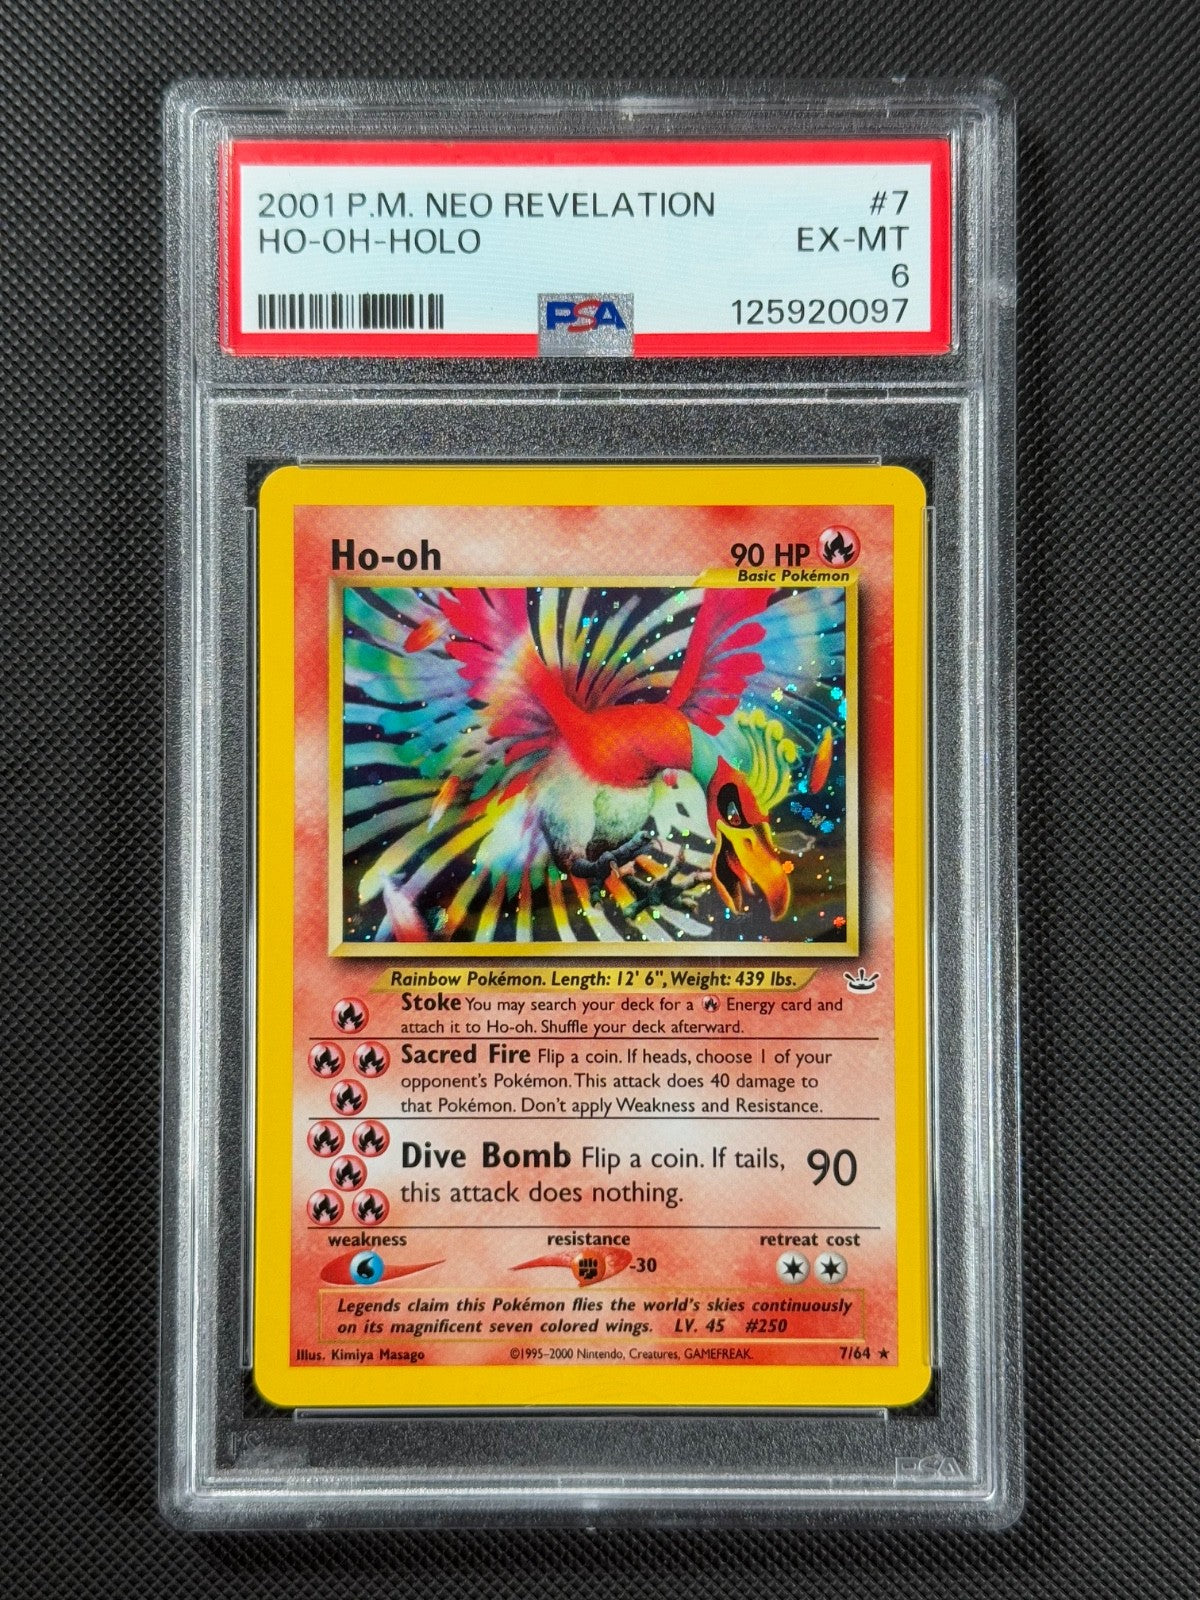 2001 P.M. NEO REVELATION #7
HO-OH-HOLO EX-MT
6
PSA 125920097
Ho-oh 90 HP
Basic Pokémon
Rainbow Pokémon. Length: 12' 6", Weight: 439 lbs.
Stoke You may search your deck for a Energy card and
attach it to Ho-oh. Shuffle your deck afterward.
Sacred Fire Flip a coin. If heads, choose 1 of your
opponent's Pokémon. This attack does 40 damage to
that Pokémon. Don't apply Weakness and Resistance.
Dive Bomb Flip a coin. If tails, 90
this attack does nothing.
weakness resistance retreat cost
-30
Legends claim this Pokémon flies the world's skies continuously
on its magnificent seven colored wings. LV. 45 #250
Illus. Kimiya Masago ©1995-2000 Nintendo, Creatures, GAMEFREAK. 7/64 ★
PSA